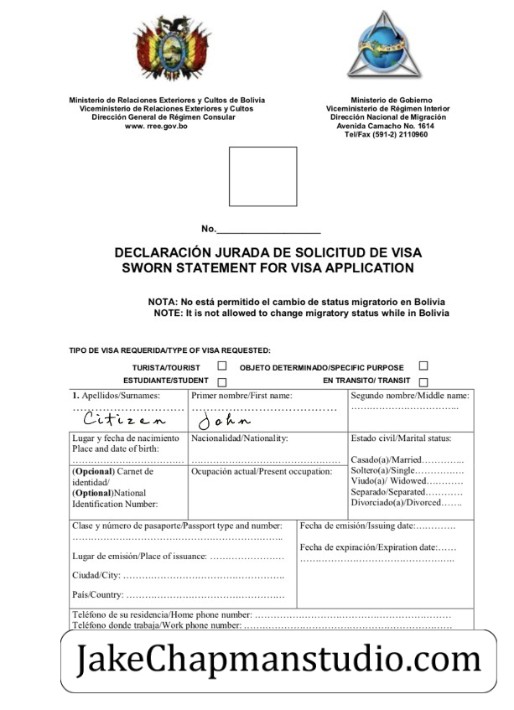 Ministerio de Relaciones Exteriores y Cultos de Bolivia
Viceministerio de Relaciones Exteriores y Cultos
Dirección General de Régimen Consular
www. rree.gov.bo
Ministerio de Gobierno
Viceministerio de Régimen Interior
Dirección Nacional de Migración
Avenida Camacho No. 1614
Tel/Fax (591-2) 2110960
No.____________________
DECLARACIÓN JURADA DE SOLICITUD DE VISA
SWORN STATEMENT FOR VISA APPLICATION
NOTA: No está permitido el cambio de status migratorio en Bolivia
NOTE: It is not allowed to change migratory status while in Bolivia
TIPO DE VISA REQUERIDA/TYPE OF VISA REQUESTED:
TURISTA/TOURIST ☐ OBJETO DETERMINADO/SPECIFIC PURPOSE ☐
ESTUDIANTE/STUDENT ☐ EN TRANSITO/ TRANSIT ☐
1. Apellidos/Surnames:
Citizen
Primer nombre/First name:
John
Segundo nombre/Middle name:
Lugar y fecha de nacimiento
Place and date of birth:
Nacionalidad/Nationality:
Estado civil/Marital status:
Casado(a)/Married.............
Soltero(a)/Single................
Viudo(a)/ Widowed............
Separado/Separated............
Divorciado(a)/Divorced.......
(Opcional) Carnet de
identidad/
(Optional)National
Identification Number:
Ocupación actual/Present occupation:
Clase y número de pasaporte/Passport type and number:
Lugar de emisión/Place of issuance: ........................
Ciudad/City: ......................................................
País/Country: ....................................................
Fecha de emisión/Issuing date:.............
Fecha de expiración/Expiration date:......
Teléfono de su residencia/Home phone number: ................................................................
Teléfono donde trabaja/Work phone number: ....................................................................
JakeChapmanstudio.com